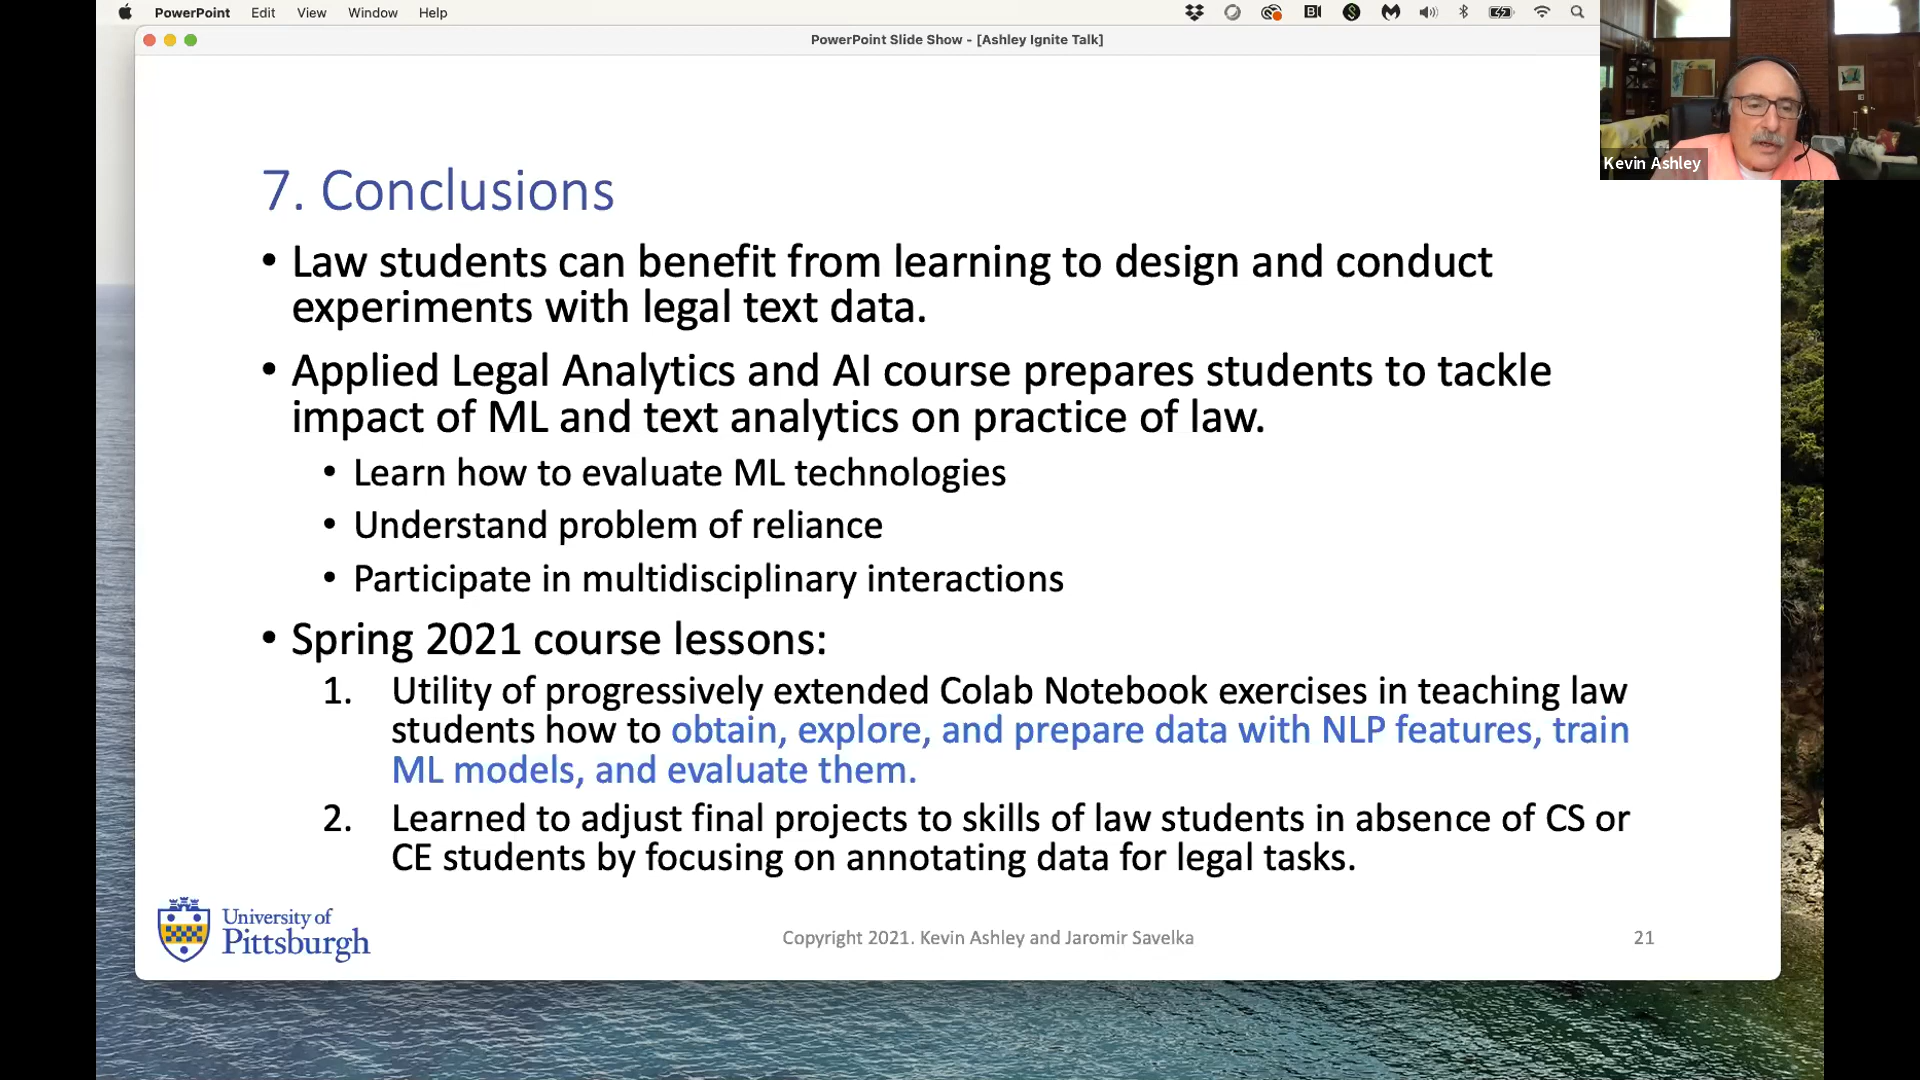 PowerPoint Edit View Window Help
PowerPoint Slide Show - [Ashley Ignite Talk]
Kevin Ashley
7. Conclusions
• Law students can benefit from learning to design and conduct
experiments with legal text data.
• Applied Legal Analytics and AI course prepares students to tackle
impact of ML and text analytics on practice of law.
• Learn how to evaluate ML technologies
• Understand problem of reliance
• Participate in multidisciplinary interactions
• Spring 2021 course lessons:
1. Utility of progressively extended Colab Notebook exercises in teaching law
students how to obtain, explore, and prepare data with NLP features, train
ML models, and evaluate them.
2. Learned to adjust final projects to skills of law students in absence of CS or
CE students by focusing on annotating data for legal tasks.
University of
Pittsburgh
Copyright 2021. Kevin Ashley and Jaromir Savelka
21